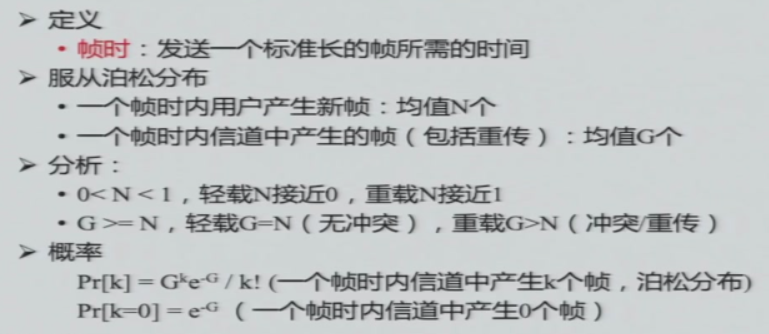 ➤ 定义
• 帧时：发送一个标准长的帧所需的时间
➤ 服从泊松分布
• 一个帧时内用户产生新帧：均值N个
• 一个帧时内信道中产生的帧（包括重传）：均值G个
➤ 分析：
• 0< N < 1，轻载N接近0，重载N接近1
• G >= N，轻载G=N（无冲突），重载G>N（冲突/重传）
➤ 概率
Pr[k] = Gᵏe⁻ᴳ / k! (一个帧时内信道中产生k个帧，泊松分布)
Pr[k=0] = e⁻ᴳ （一个帧时内信道中产生0个帧）